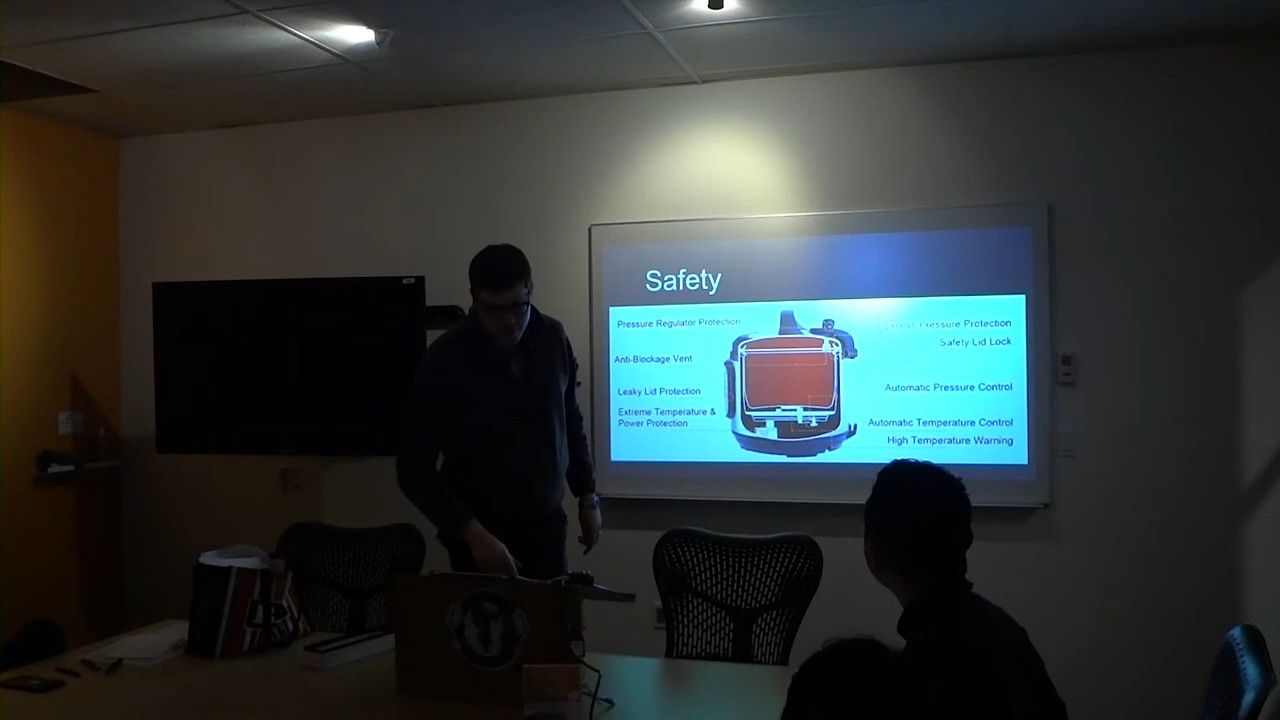 Safety
Pressure Regulator Protection
Anti-Blockage Vent
Leaky Lid Protection
Extreme Temperature &
Power Protection
Excess Pressure Protection
Safety Lid Lock
Automatic Pressure Control
Automatic Temperature Control
High Temperature Warning